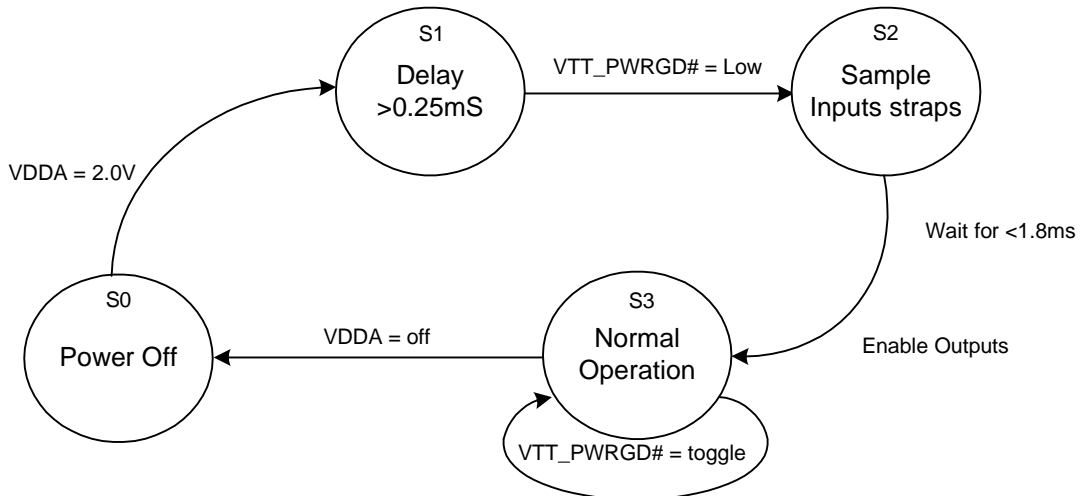 S1
Delay
>0.25mS
VTT_PWRGD# = Low
S2
Sample
Inputs straps
VDDA = 2.0V
Wait for <1.8ms
S0
Power Off
VDDA = off
S3
Normal
Operation
Enable Outputs
VTT_PWRGD# = toggle